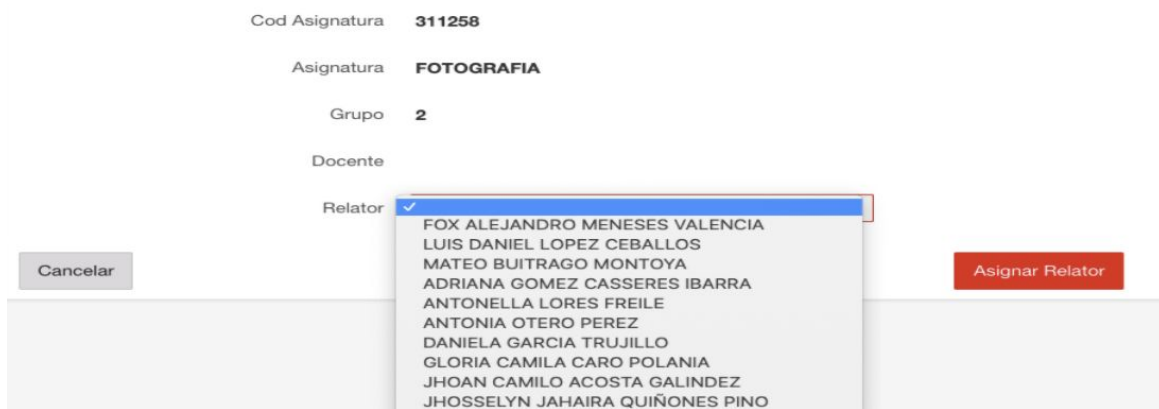 Cod Asignatura 311258
Asignatura FOTOGRAFIA
Grupo 2
Docente
Relator
FOX ALEJANDRO MENESES VALENCIA
LUIS DANIEL LOPEZ CEBALLOS
MATEO BUITRAGO MONTOYA
ADRIANA GOMEZ CASSERES IBARRA
ANTONELLA LORES FREILE
ANTONIA OTERO PEREZ
DANIELA GARCIA TRUJILLO
GLORIA CAMILA CARO POLANIA
JHOAN CAMILO ACOSTA GALINDEZ
JHOSSELYN JAHAIRA QUIÑONES PINO
Cancelar
Asignar Relator